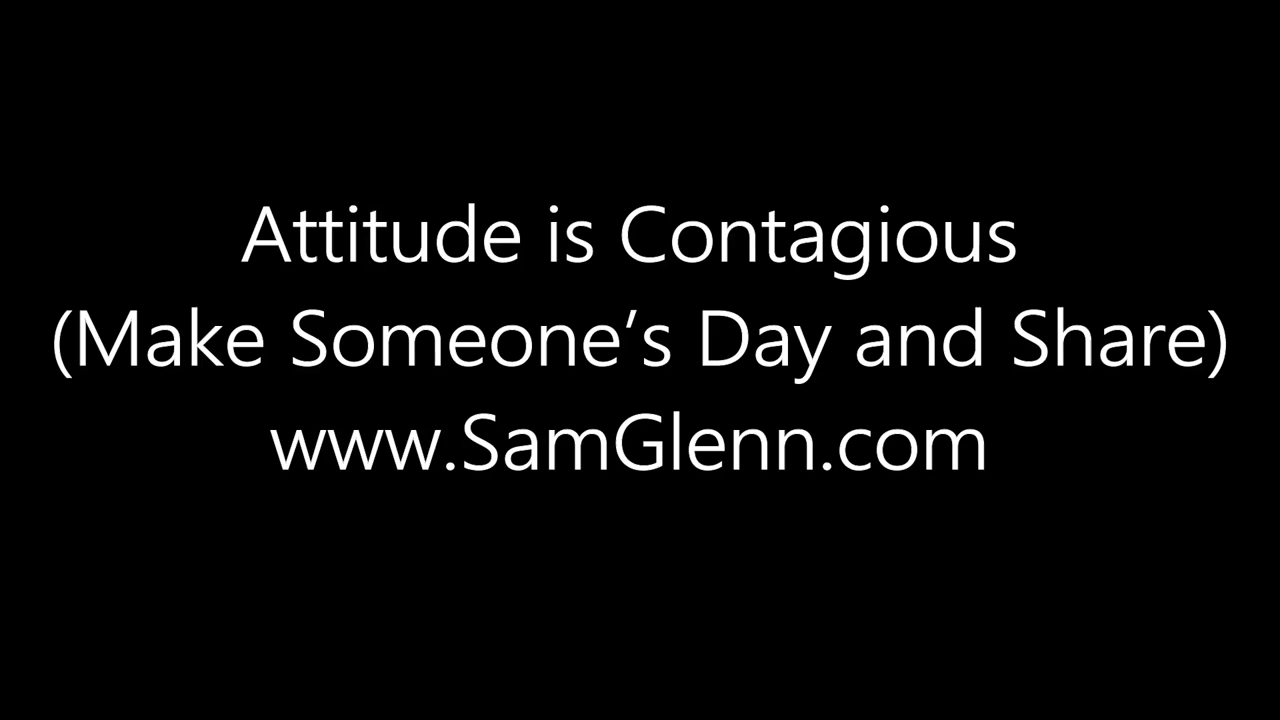 Attitude is Contagious
(Make Someone’s Day and Share)
www.SamGlenn.com